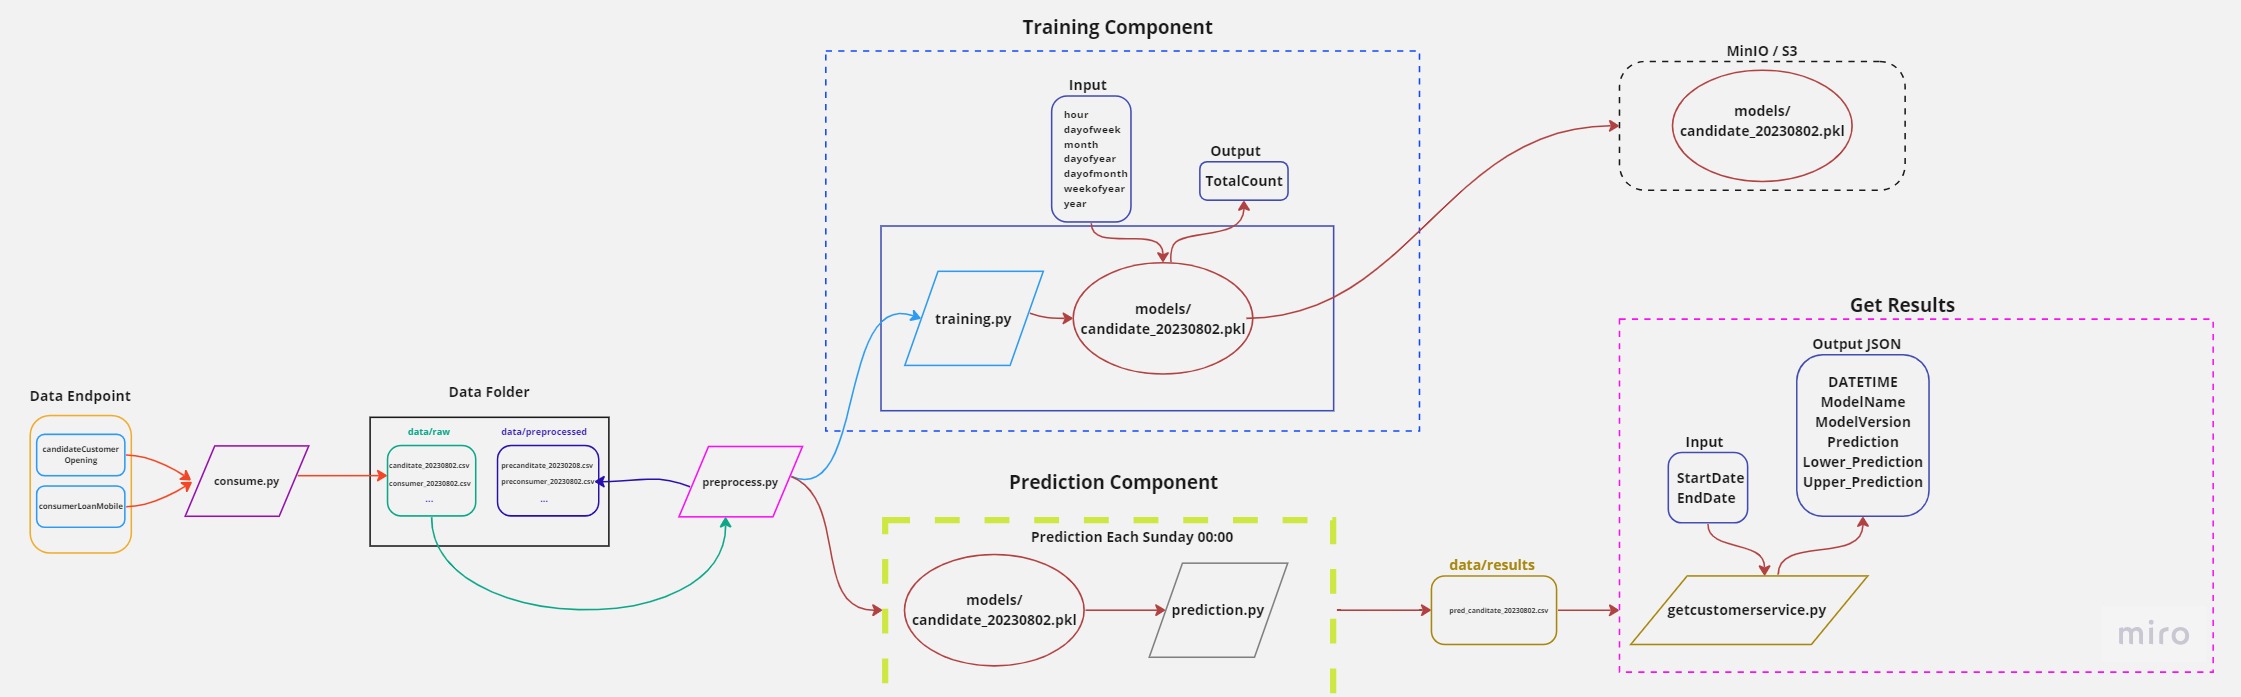 Training Component
MinIO / S3
models/
candidate_20230802.pkl
Input
hour
dayofweek
month
dayofyear
dayofmonth
weekofyear
year
Output
TotalCount
training.py
models/
candidate_20230802.pkl
Data Endpoint
candidateCustomer
Opening
consumerLoanMobile
consume.py
Data Folder
data/raw
canditate_20230802.csv
consumer_20230802.csv
...
data/preprocessed
precanditate_20230208.csv
preconsumer_20230802.csv
...
preprocess.py
Prediction Component
Prediction Each Sunday 00:00
models/
candidate_20230802.pkl
prediction.py
data/results
pred_canditate_20230802.csv
Get Results
Input
StartDate
EndDate
Output JSON
DATETIME
ModelName
ModelVersion
Prediction
Lower_Prediction
Upper_Prediction
getcustomerservice.py
miro